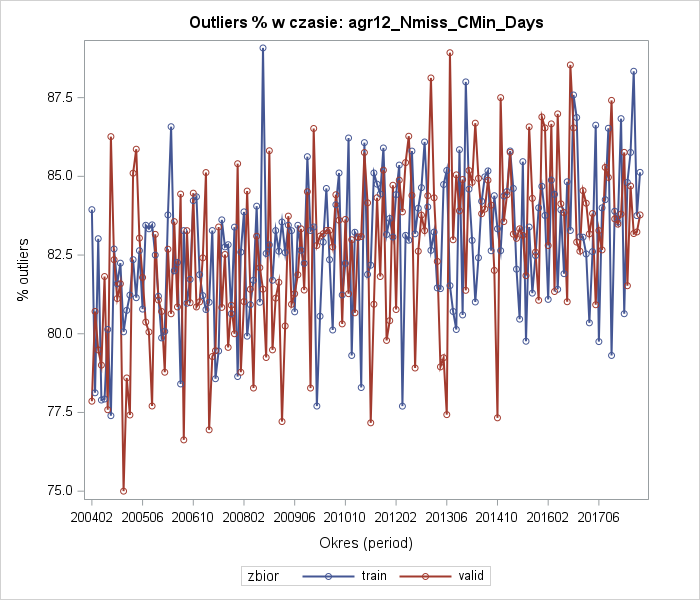 Outliers % w czasie: agr12_Nmiss_CMin_Days
% outliers
87.5
85.0
82.5
80.0
77.5
75.0
200402 200506 200610 200802 200906 201010 201202 201306 201410 201602 201706
Okres (period)
zbior train valid